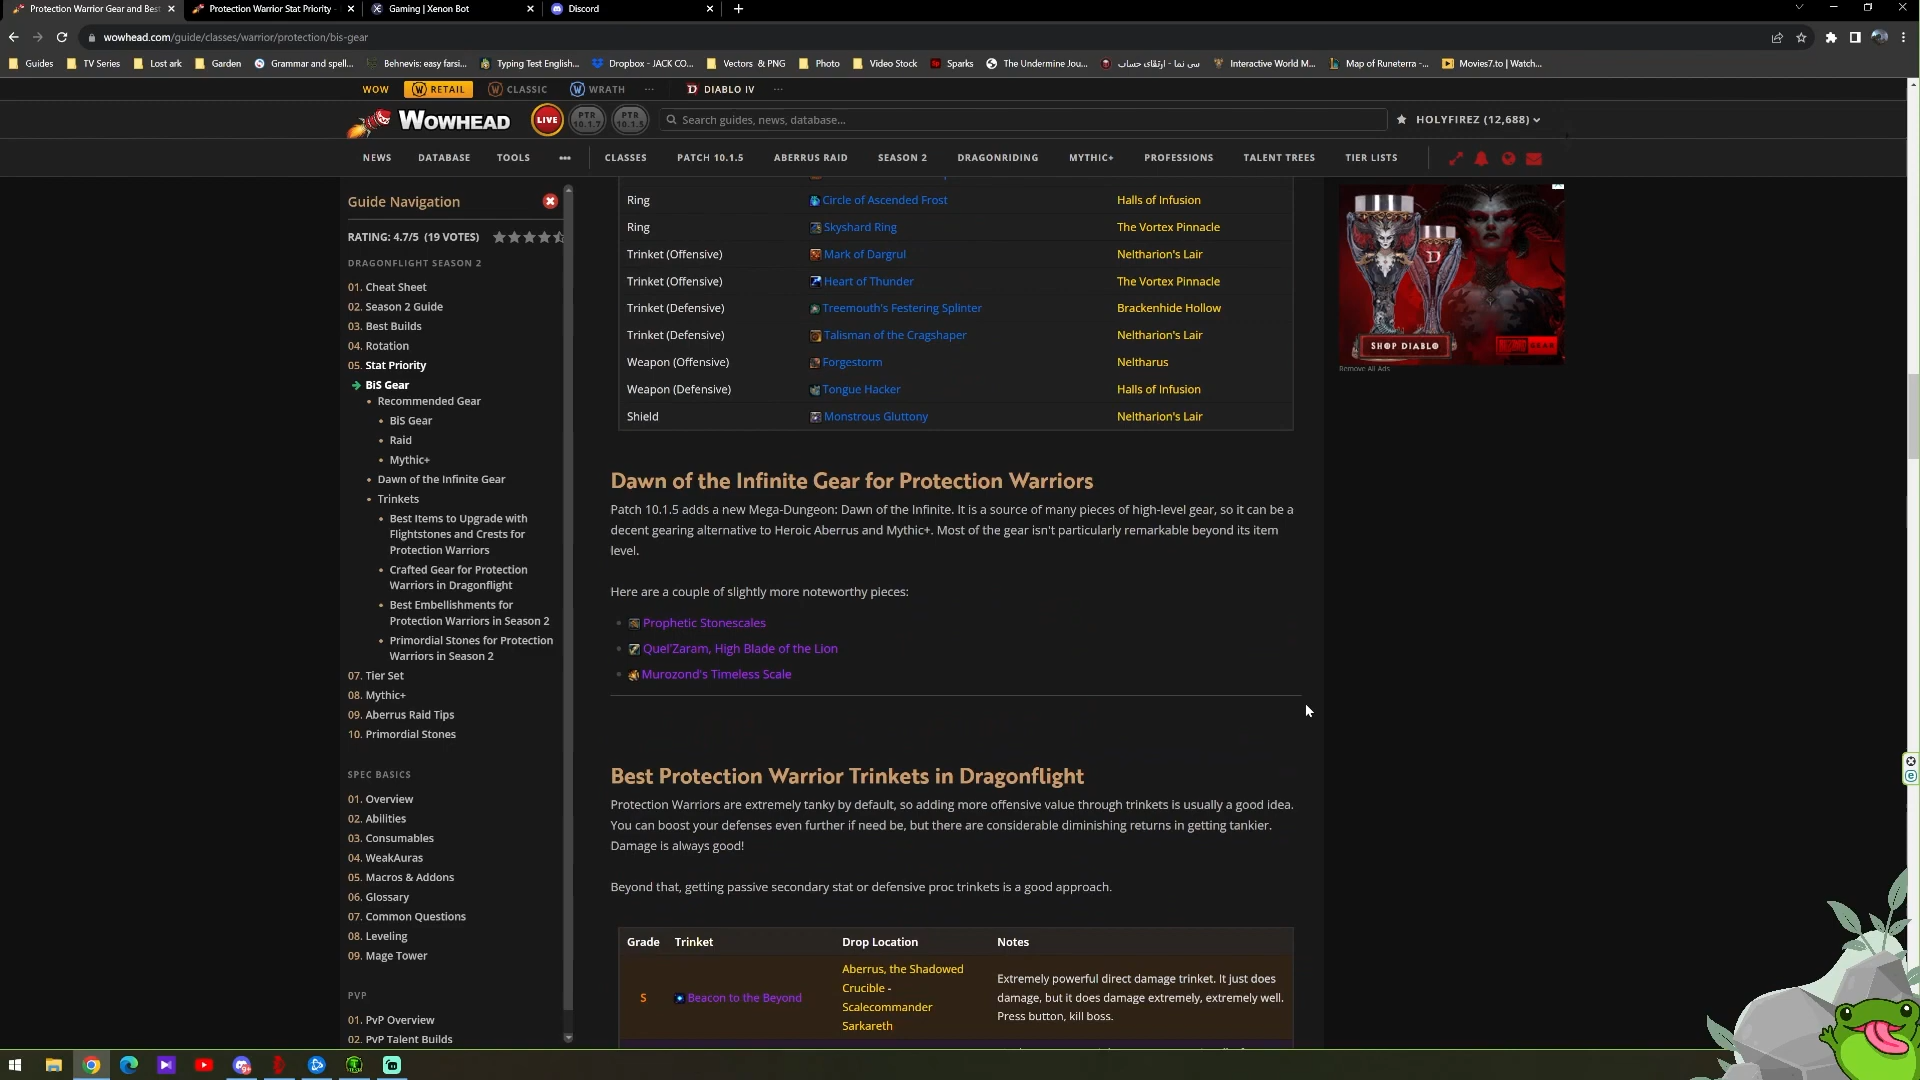 Protection Warrior Gear and Best
Protection Warrior Stat Priority -
Gaming | Xenon Bot
Discord
wowhead.com/guide/classes/warrior/protection/bis-gear
Guides
TV Series
Lost ark
Garden
Grammar and spell...
Behnevis: easy farsi...
Typing Test English...
Dropbox - JACK CO...
Vectors & PNG
Photo
Video Stock
Sparks
The Undermine Jou...
سی نما - ارتقای حساب
Interactive World M...
Map of Runeterra -...
Movies7.to | Watch...
WOW
RETAIL
CLASSIC
WRATH
...
DIABLO IV
...
WOWHEAD
LIVE
PTR 10.1.7
PTR 10.1.5
Search guides, news, database...
HOLYFIREZ (12,688)
NEWS
DATABASE
TOOLS
•••
CLASSES
PATCH 10.1.5
ABERRUS RAID
SEASON 2
DRAGONRIDING
MYTHIC+
PROFESSIONS
TALENT TREES
TIER LISTS
Guide Navigation
RATING: 4.7/5 (19 VOTES)
DRAGONFLIGHT SEASON 2
01. Cheat Sheet
02. Season 2 Guide
03. Best Builds
04. Rotation
05. Stat Priority
BiS Gear
• Recommended Gear
• BiS Gear
• Raid
• Mythic+
• Dawn of the Infinite Gear
• Trinkets
• Best Items to Upgrade with
Flightstones and Crests for
Protection Warriors
• Crafted Gear for Protection
Warriors in Dragonflight
• Best Embellishments for
Protection Warriors in Season 2
• Primordial Stones for Protection
Warriors in Season 2
07. Tier Set
08. Mythic+
09. Aberrus Raid Tips
10. Primordial Stones
SPEC BASICS
01. Overview
02. Abilities
03. Consumables
04. WeakAuras
05. Macros & Addons
06. Glossary
07. Common Questions
08. Leveling
09. Mage Tower
PVP
01. PvP Overview
02. PvP Talent Builds
Ring Circle of Ascended Frost Halls of Infusion
Ring Skyshard Ring The Vortex Pinnacle
Trinket (Offensive) Mark of Dargrul Neltharion's Lair
Trinket (Offensive) Heart of Thunder The Vortex Pinnacle
Trinket (Defensive) Treemouth's Festering Splinter Brackenhide Hollow
Trinket (Defensive) Talisman of the Cragshaper Neltharion's Lair
Weapon (Offensive) Forgestorm Neltharus
Weapon (Defensive) Tongue Hacker Halls of Infusion
Shield Monstrous Gluttony Neltharion's Lair
Dawn of the Infinite Gear for Protection Warriors
Patch 10.1.5 adds a new Mega-Dungeon: Dawn of the Infinite. It is a source of many pieces of high-level gear, so it can be a
decent gearing alternative to Heroic Aberrus and Mythic+. Most of the gear isn't particularly remarkable beyond its item
level.
Here are a couple of slightly more noteworthy pieces:
• Prophetic Stonescales
• Quel'Zaram, High Blade of the Lion
• Murozond's Timeless Scale
Best Protection Warrior Trinkets in Dragonflight
Protection Warriors are extremely tanky by default, so adding more offensive value through trinkets is usually a good idea.
You can boost your defenses even further if need be, but there are considerable diminishing returns in getting tankier.
Damage is always good!
Beyond that, getting passive secondary stat or defensive proc trinkets is a good approach.
Grade Trinket Drop Location Notes
S Beacon to the Beyond
Aberrus, the Shadowed
Crucible -
Scalecommander
Sarkareth
Extremely powerful direct damage trinket. It just does
damage, but it does damage extremely, extremely well.
Press button, kill boss.
SHOP DIABLO
BLIZZARD GEAR
Remove All Ads